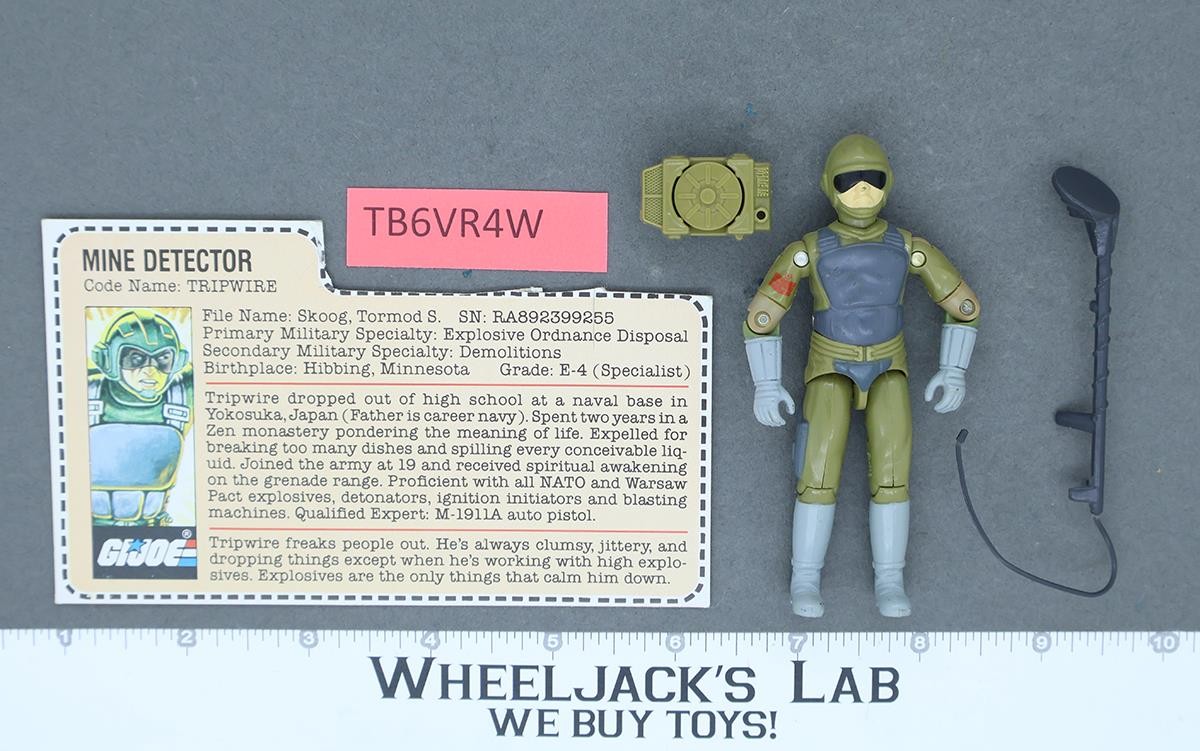 TB6VR4W
MINE DETECTOR
Code Name: TRIPWIRE
File Name: Skoog, Tormod S. SN: RA892399255
Primary Military Specialty: Explosive Ordnance Disposal
Secondary Military Specialty: Demolitions
Birthplace: Hibbing, Minnesota Grade: E-4 (Specialist)
Tripwire dropped out of high school at a naval base in
Yokosuka, Japan (Father is career navy). Spent two years in a
Zen monastery pondering the meaning of life. Expelled for
breaking too many dishes and spilling every conceivable liq-
uid. Joined the army at 19 and received spiritual awakening
on the grenade range. Proficient with all NATO and Warsaw
Pact explosives, detonators, ignition initiators and blasting
machines. Qualified Expert: M-1911A auto pistol.
GI JOE®
Tripwire freaks people out. He's always clumsy, jittery, and
dropping things except when he's working with high explo-
sives. Explosives are the only things that calm him down.
1 2 3 4 5 6 7 8 9 10
WHEELJACK'S LAB
WE BUY TOYS!